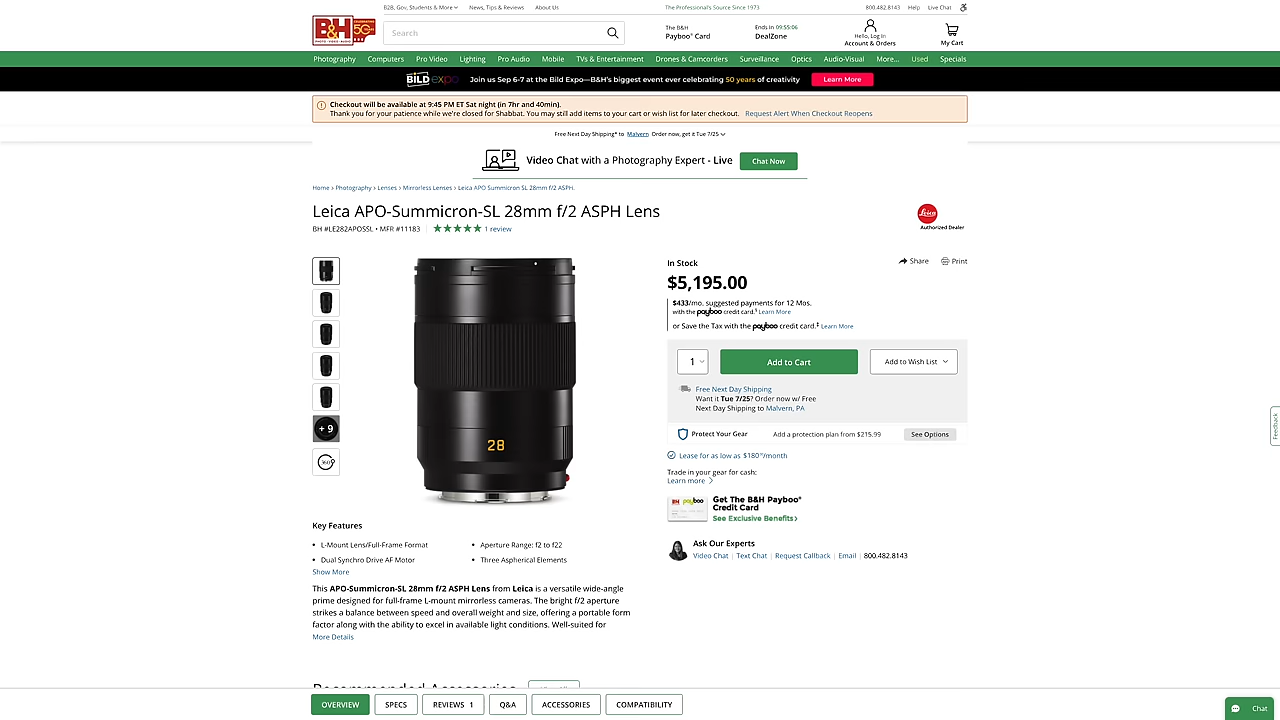 B2B, Gov, Students & More
News, Tips & Reviews
About Us
The Professional's Source Since 1973
800.482.8143
Help
Live Chat
B&H
PHOTO · VIDEO · AUDIO
50
Search
The B&H
Payboo® Card
Ends in 09:55:06
DealZone
Hello, Log In
Account & Orders
My Cart
Photography Computers Pro Video Lighting Pro Audio Mobile TVs & Entertainment Drones & Camcorders Surveillance Optics Audio-Visual More... Used Specials
BILD expo Join us Sep 6-7 at the Bild Expo—B&H's biggest event ever celebrating 50 years of creativity Learn More
Checkout will be available at 9:45 PM ET Sat night (in 7hr and 40min).
Thank you for your patience while we're closed for Shabbat. You may still add items to your cart or wish list for later checkout. Request Alert When Checkout Reopens
Free Next Day Shipping* to Malvern Order now, get it Tue 7/25
Video Chat with a Photography Expert - Live Chat Now
Home › Photography › Lenses › Mirrorless Lenses › Leica APO Summicron SL 28mm f/2 ASPH.
Leica APO-Summicron-SL 28mm f/2 ASPH Lens
BH #LE282APOSSL • MFR #11183
1 review
Leica
Authorized Dealer
+ 9
360°
28
In Stock
Share
Print
$5,195.00
$433/mo. suggested payments for 12 Mos.
with the payboo credit card.§ Learn More
or Save the Tax with the payboo credit card.‡ Learn More
1
Add to Cart
Add to Wish List
Free Next Day Shipping
Want it Tue 7/25? Order now w/ Free
Next Day Shipping to Malvern, PA
Protect Your Gear Add a protection plan from $215.99 See Options
Lease for as low as $180*/month
Trade in your gear for cash:
Learn more
B&H payboo
Get The B&H Payboo®
Credit Card
See Exclusive Benefits›
Ask Our Experts
Video Chat | Text Chat | Request Callback | Email | 800.482.8143
Key Features
• L-Mount Lens/Full-Frame Format
• Aperture Range: f2 to f22
• Dual Synchro Drive AF Motor
• Three Aspherical Elements
Show More
This APO-Summicron-SL 28mm f/2 ASPH Lens from Leica is a versatile wide-angle
prime designed for full-frame L-mount mirrorless cameras. The bright f/2 aperture
strikes a balance between speed and overall weight and size, offering a portable form
factor along with the ability to excel in available light conditions. Well-suited for
More Details
Recommended Accessories
OVERVIEW SPECS REVIEWS 1 Q&A ACCESSORIES COMPATIBILITY
Feedback
Chat